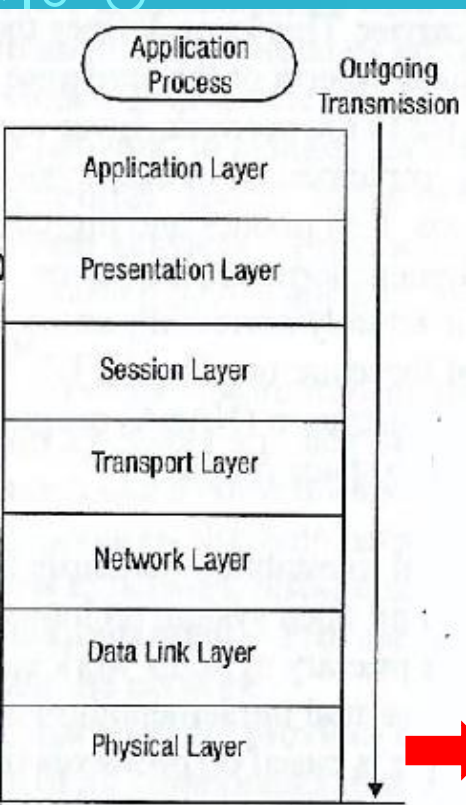 Application
Process
Outgoing
Transmission
Application Layer
Presentation Layer
Session Layer
Transport Layer
Network Layer
Data Link Layer
Physical Layer